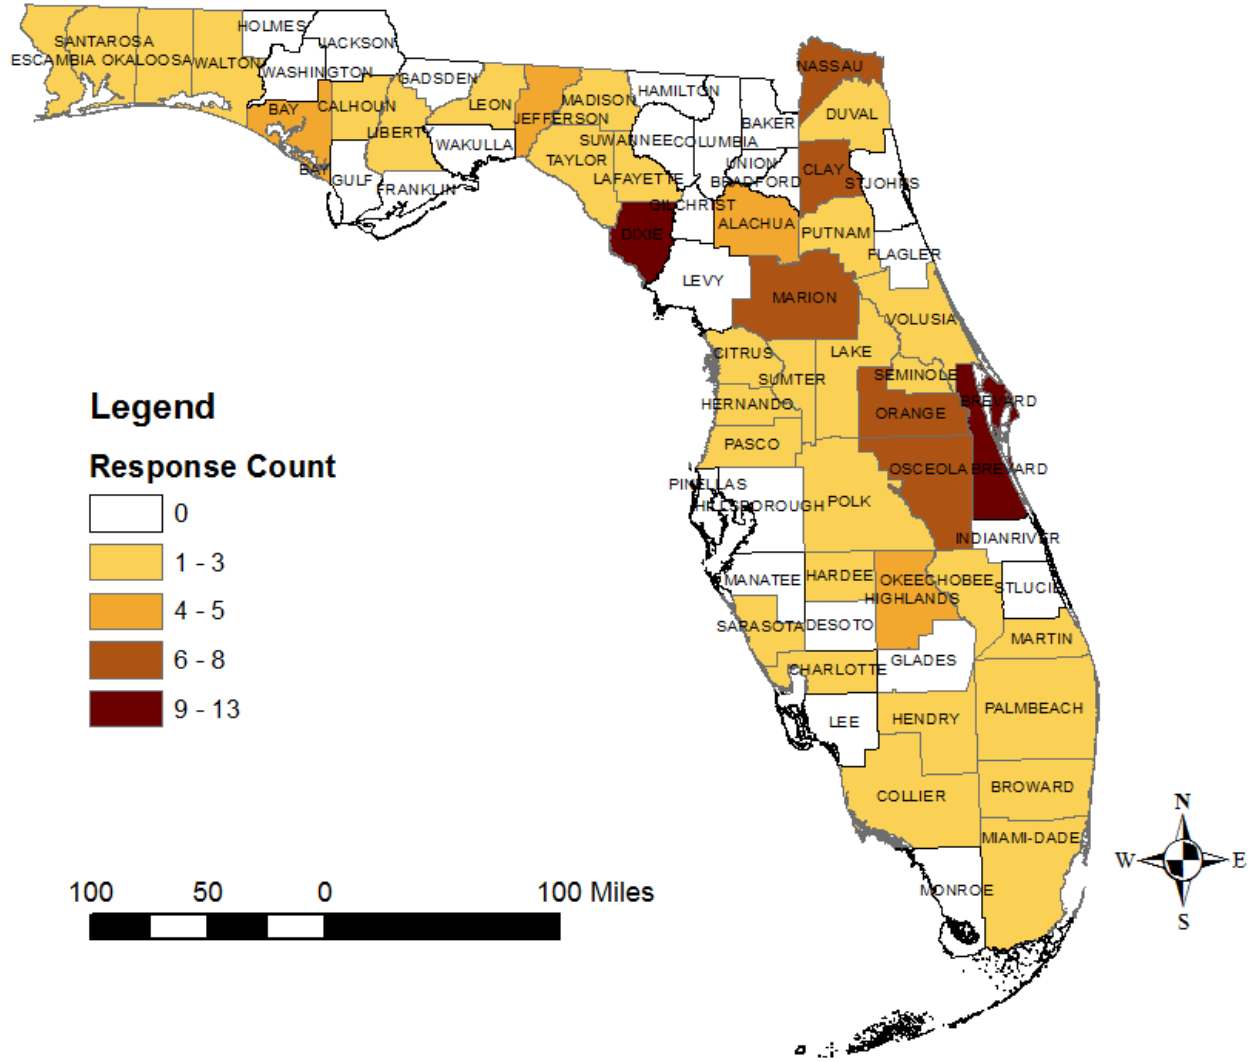 HOLMES
JACKSON
SANTAROSA
ESCAMBIA OKALOOSA WALTON
WASHINGTON
GADSDEN
NASSAU
BAY
CALHOUN
LEON
MADISON
HAMILTON
JEFFERSON
DUVAL
BAKER
LIBERTY
WAKULLA
SUWANNEE
COLUMBIA
TAYLOR
UNION
BAY
GULF
FRANKLIN
LAFAYETTE
BRADFORD
CLAY
STJOHNS
GILCHRIST
DIXIE
ALACHUA
PUTNAM
FLAGLER
LEVY
MARION
VOLUSIA
CITRUS
LAKE
SUMTER
SEMINOLE
HERNANDO
ORANGE
BREVARD
PASCO
OSCEOLA
BREVARD
PINELLAS
HILLSBOROUGH
POLK
INDIANRIVER
MANATEE
HARDEE
OKEECHOBEE
STLUCIE
HIGHLANDS
SARASOTA
DESOTO
MARTIN
GLADES
CHARLOTTE
PALMBEACH
LEE
HENDRY
BROWARD
COLLIER
MIAMI-DADE
MONROE
Legend
Response Count
0
1 - 3
4 - 5
6 - 8
9 - 13
100 50 0 100 Miles
N
W E
S